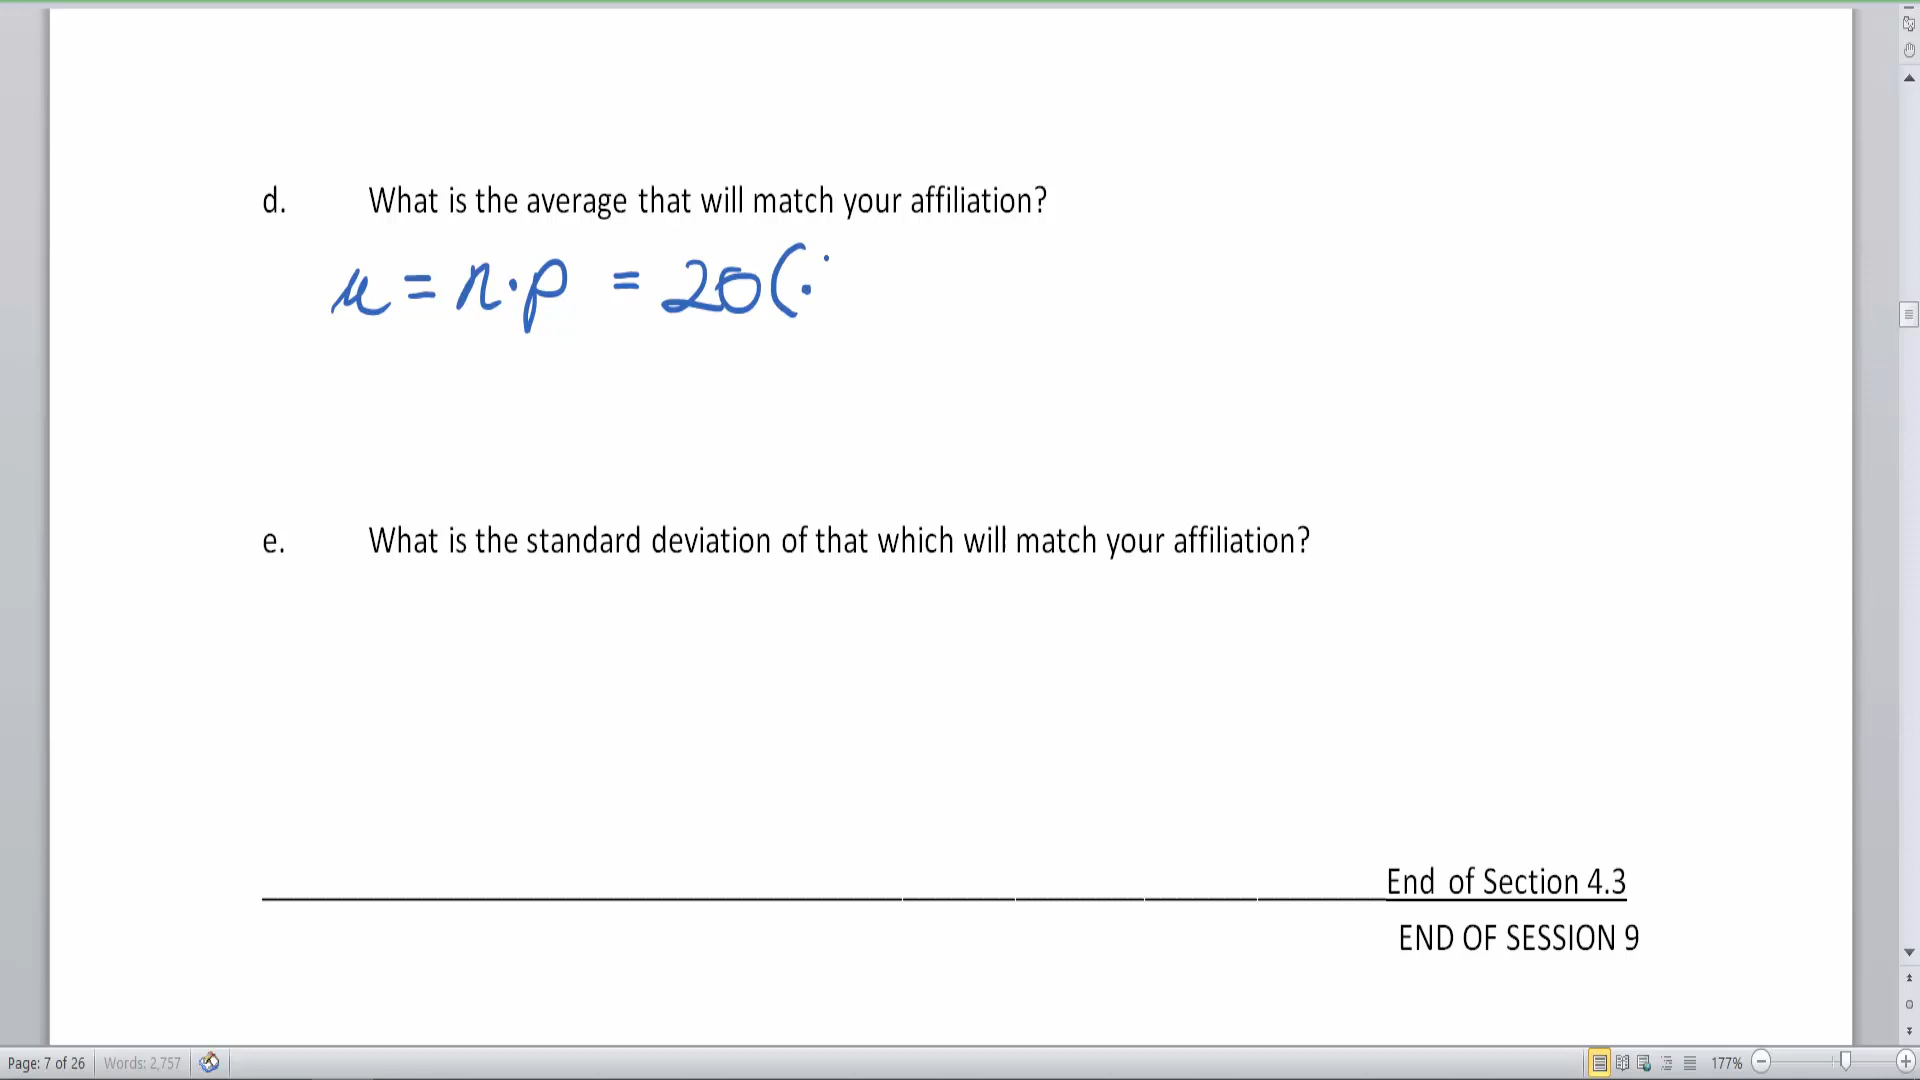 d. What is the average that will match your affiliation?
μ = n·p = 20(.
e. What is the standard deviation of that which will match your affiliation?
End of Section 4.3
END OF SESSION 9
Page: 7 of 26 Words: 2,757 177%